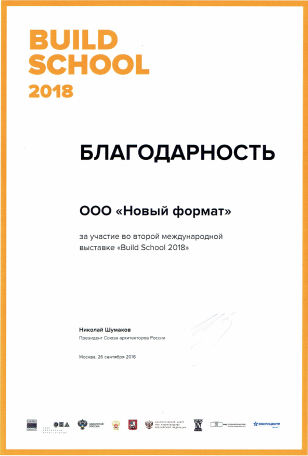 BUILD
SCHOOL
2018
БЛАГОДАРНОСТЬ
ООО «Новый формат»
за участие во второй международной
выставке «Build School 2018»
Николай Шумаков
Президент Союза архитекторов России
Москва, 26 сентября 2018